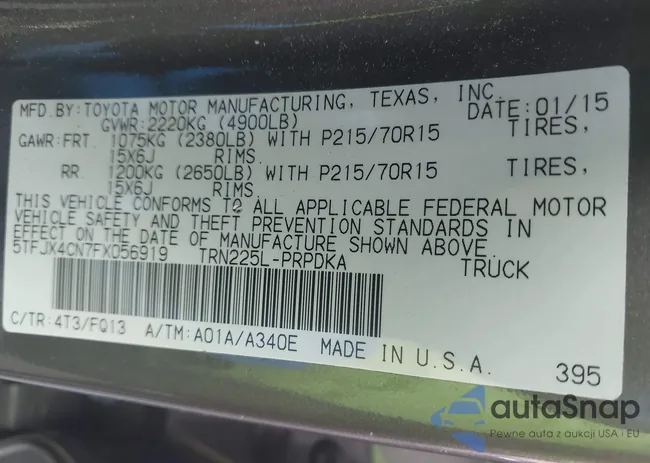 MFD.BY:TOYOTA MOTOR MANUFACTURING, TEXAS, INC. DATE:01/15
GVWR:2220KG (4900LB)
GAWR:FRT. 1075KG (2380LB) WITH P215/70R15 TIRES,
15X6J RIMS.
RR. 1200KG (2650LB) WITH P215/70R15 TIRES,
15X6J RIMS.
THIS VEHICLE CONFORMS TO ALL APPLICABLE FEDERAL MOTOR
VEHICLE SAFETY AND THEFT PREVENTION STANDARDS IN
EFFECT ON THE DATE OF MANUFACTURE SHOWN ABOVE.
5TFJX4CN7FX056919 TRN225L-PRPDKA TRUCK
C/TR:4T3/FQ13 A/TM:A01A/A340E MADE IN U.S.A.
395
autaSnap
Pewne auta z aukcji USA i EU